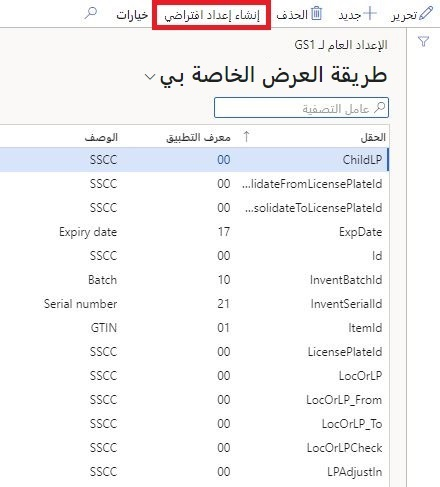 تحرير جديد الحذف إنشاء إعداد افتراضي خيارات
الإعداد العام لـ GS1
طريقة العرض الخاصة بي
عامل التصفية
الحقل معرف التطبيق الوصف
ChildLP 00 SSCC
...lidateFromLicensePlateId 00 SSCC
...solidateToLicensePlateId 00 SSCC
ExpDate 17 Expiry date
Id 00 SSCC
InventBatchId 10 Batch
InventSerialId 21 Serial number
ItemId 01 GTIN
LicensePlateId 00 SSCC
LocOrLP 00 SSCC
LocOrLP_From 00 SSCC
LocOrLP_To 00 SSCC
LocOrLPCheck 00 SSCC
LPAdjustIn 00 SSCC